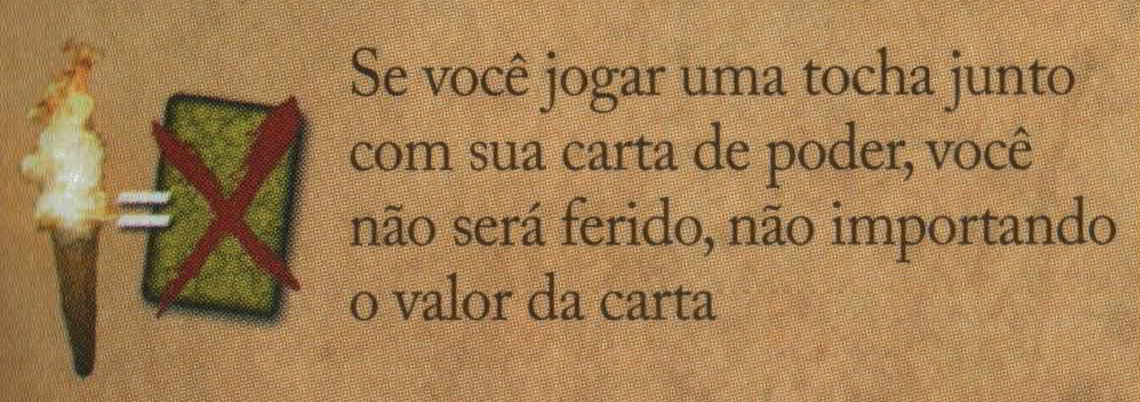 Se você jogar uma tocha junto
com sua carta de poder, você
não será ferido, não importando
o valor da carta